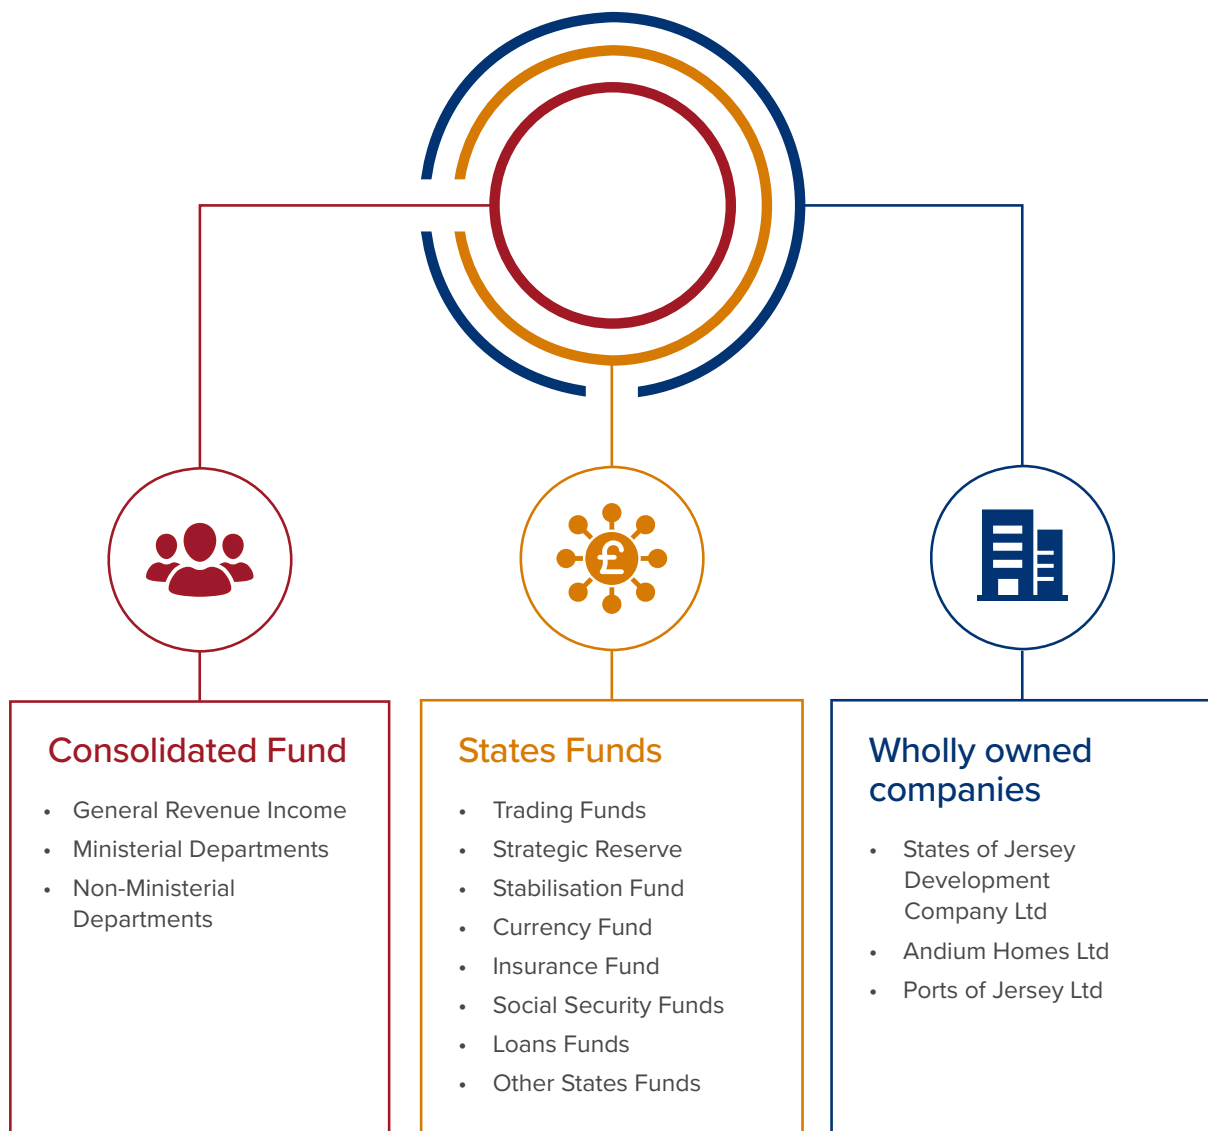 Consolidated Fund
• General Revenue Income
• Ministerial Departments
• Non-Ministerial
Departments
States Funds
• Trading Funds
• Strategic Reserve
• Stabilisation Fund
• Currency Fund
• Insurance Fund
• Social Security Funds
• Loans Funds
• Other States Funds
Wholly owned
companies
• States of Jersey
Development
Company Ltd
• Andium Homes Ltd
• Ports of Jersey Ltd
£